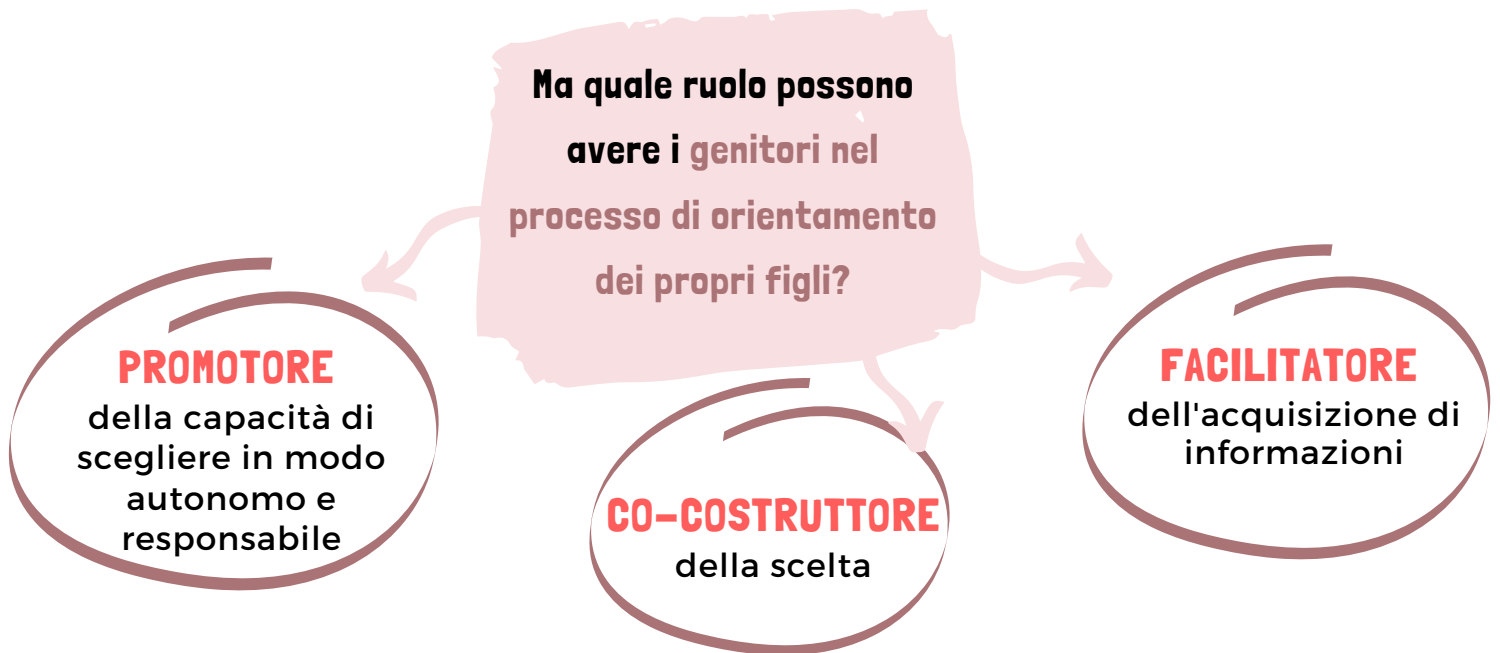 Ma quale ruolo possono
avere i genitori nel
processo di orientamento
dei propri figli?
PROMOTORE
della capacità di
scegliere in modo
autonomo e
responsabile
CO-COSTRUTTORE
della scelta
FACILITATORE
dell'acquisizione di
informazioni